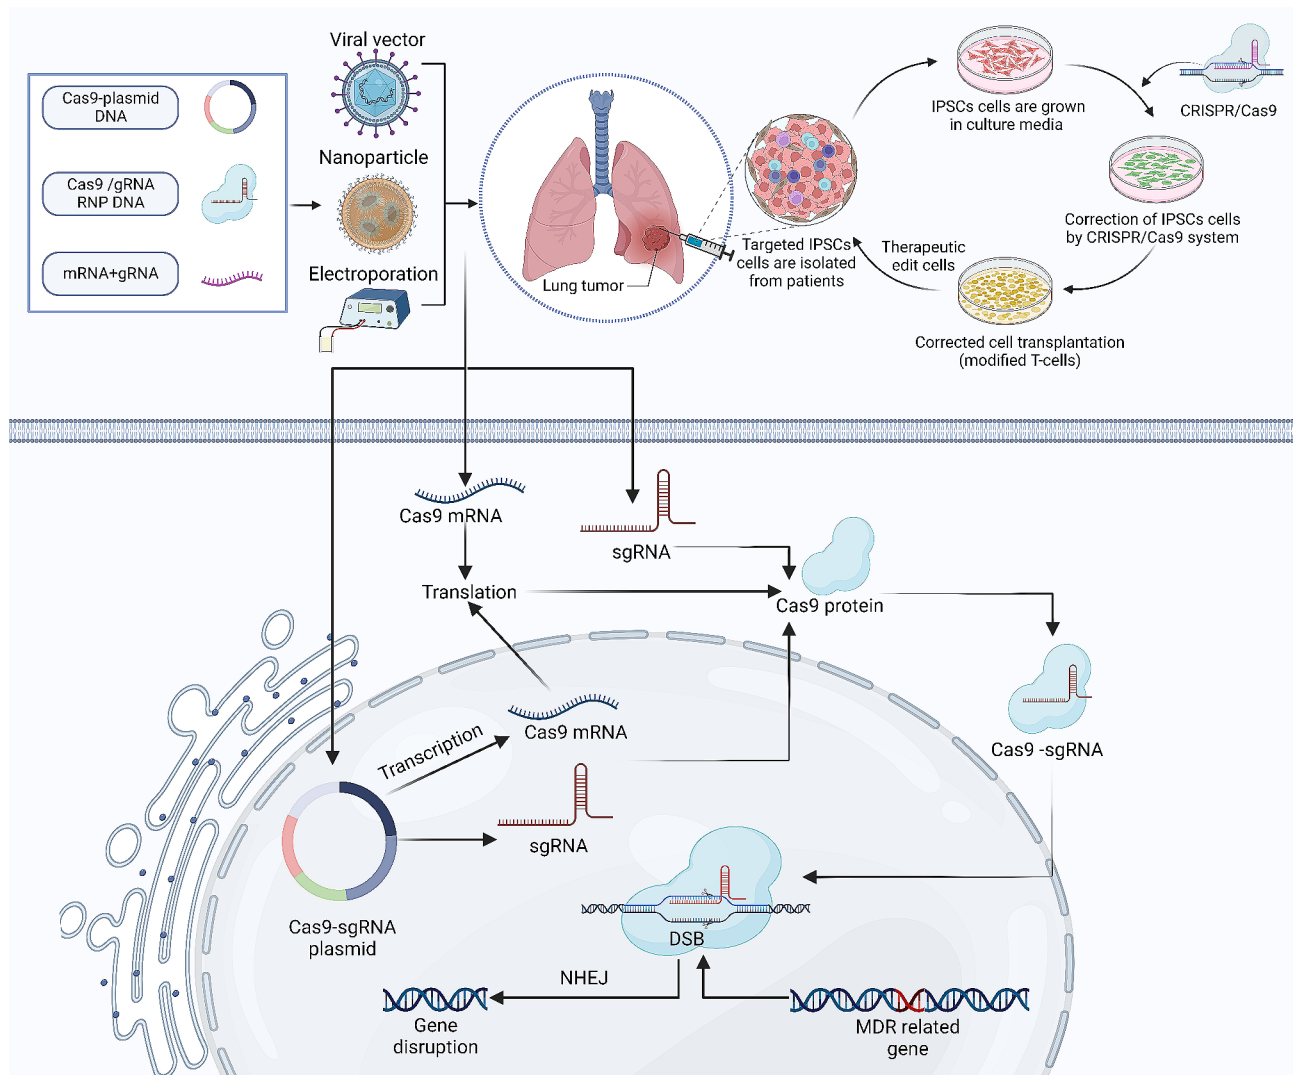 Viral vector
Cas9-plasmid
DNA
Cas9 /gRNA
RNP DNA
mRNA+gRNA
Nanoparticle
Electroporation
Lung tumor
Targeted IPSCs
cells are isolated
from patients
IPSCs cells are grown
in culture media
CRISPR/Cas9
Correction of IPSCs cells
by CRISPR/Cas9 system
Therapeutic
edit cells
Corrected cell transplantation
(modified T-cells)
Cas9 mRNA
sgRNA
Translation
Cas9 protein
Cas9 -sgRNA
Cas9 mRNA
Transcription
sgRNA
Cas9-sgRNA
plasmid
DSB
NHEJ
Gene
disruption
MDR related
gene